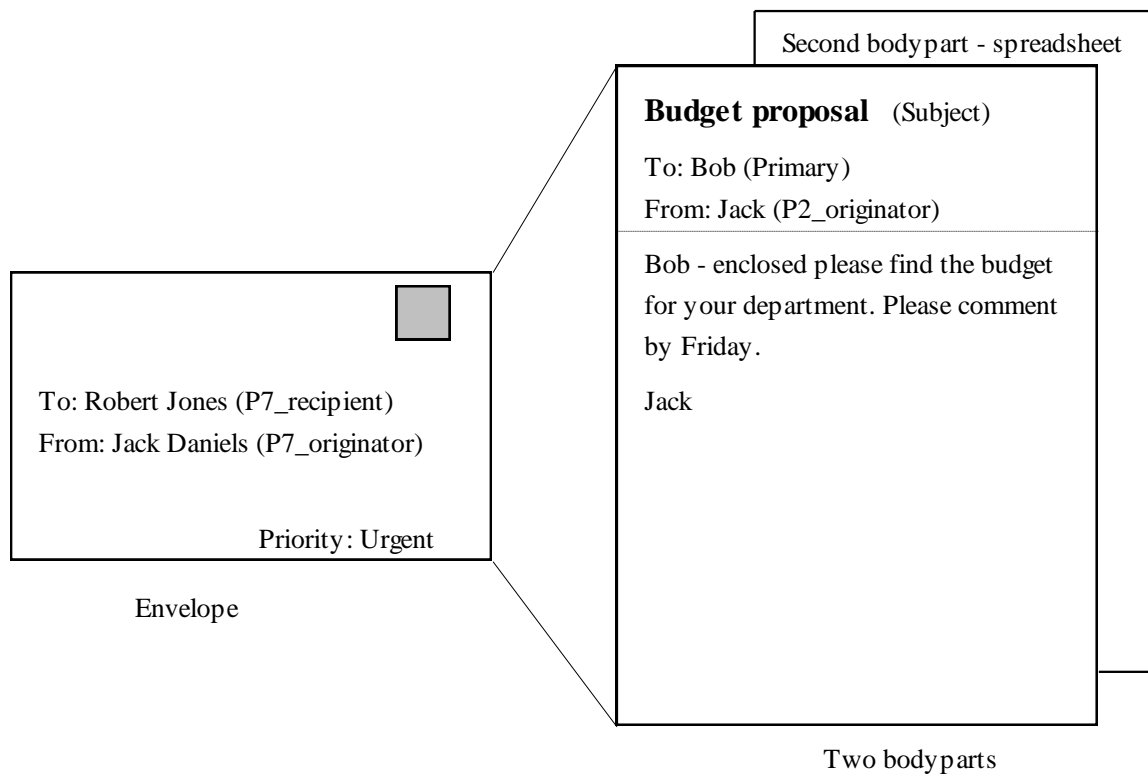 Second bodypart - spreadsheet
Budget proposal (Subject)
To: Bob (Primary)
From: Jack (P2_originator)
Bob - enclosed please find the budget
for your department. Please comment
by Friday.
Jack
To: Robert Jones (P7_recipient)
From: Jack Daniels (P7_originator)
Priority: Urgent
Envelope
Two bodyparts